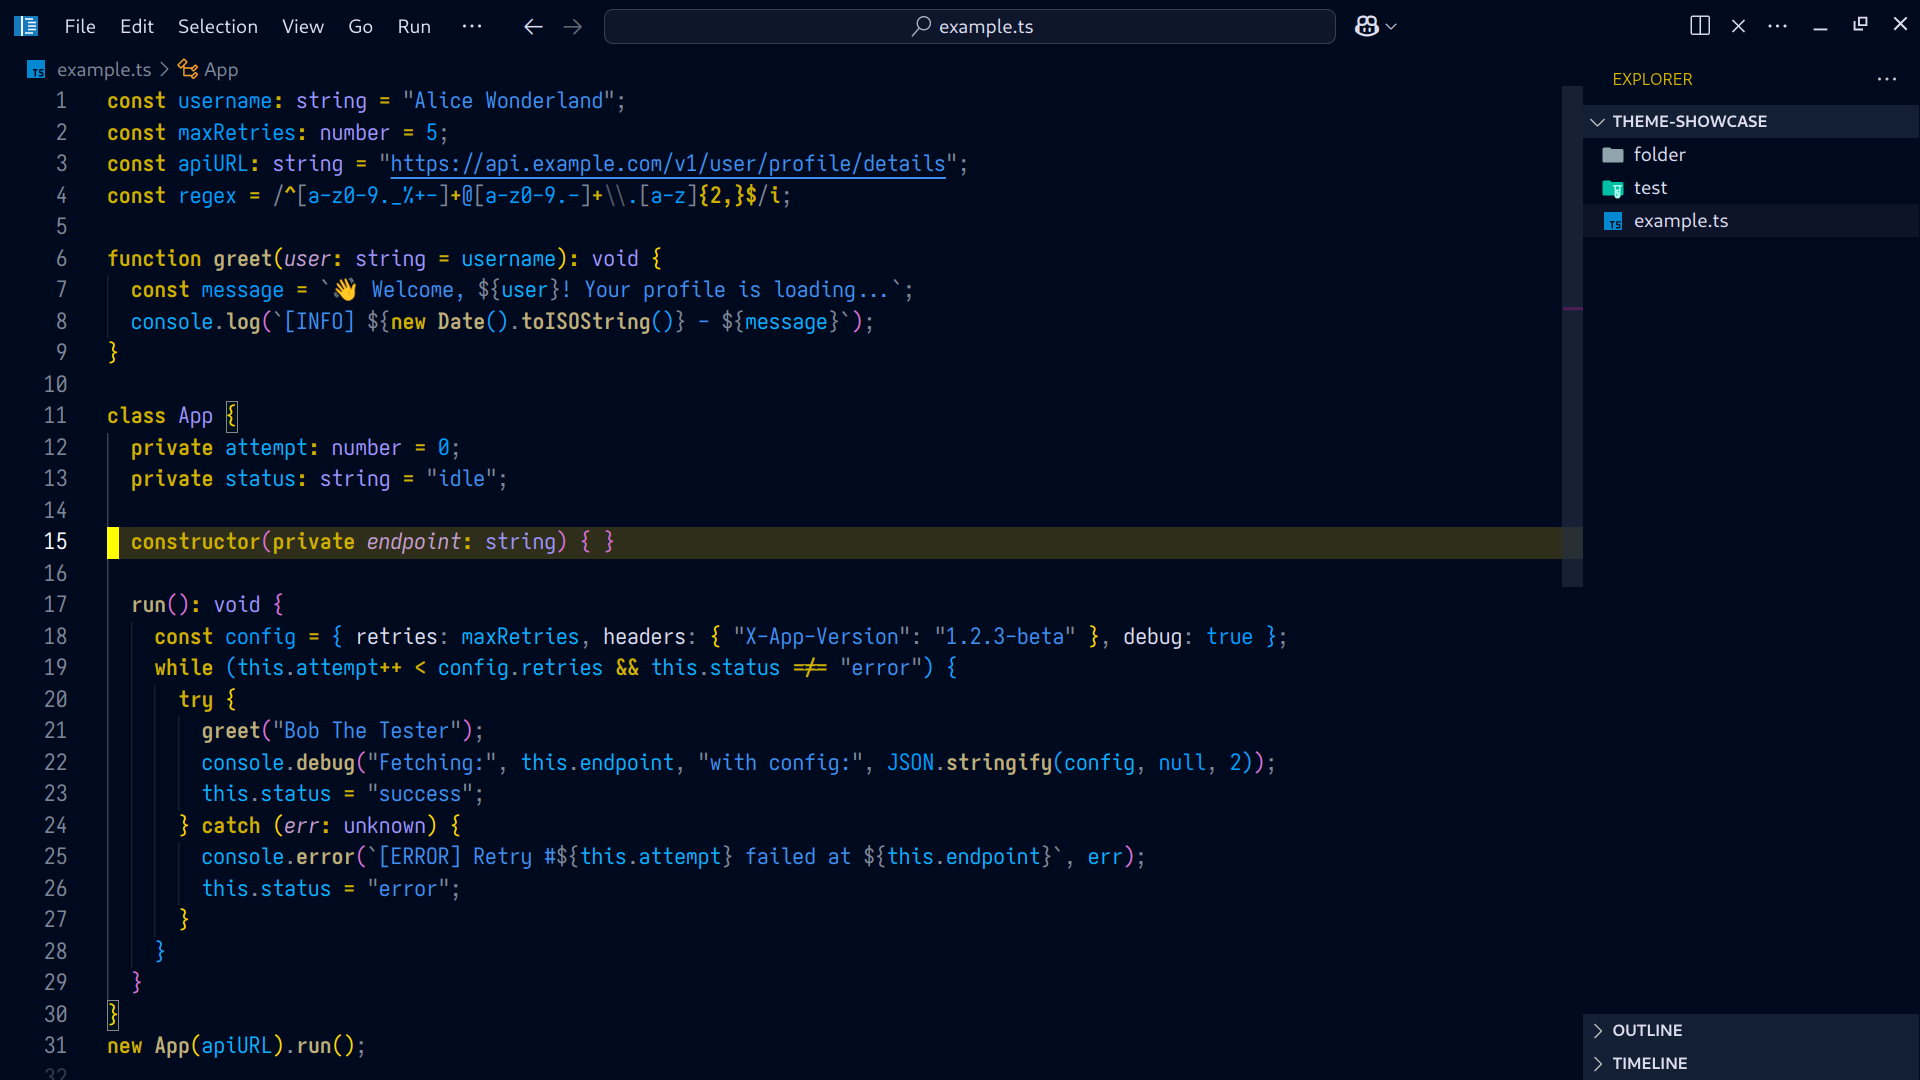 File Edit Selection View Go Run ··· example.ts
example.ts > App
EXPLORER
THEME-SHOWCASE
folder
test
example.ts
1 const username: string = "Alice Wonderland";
2 const maxRetries: number = 5;
3 const apiURL: string = "https://api.example.com/v1/user/profile/details";
4 const regex = /^[a-z0-9._%+-]+@[a-z0-9.-]+\\.[a-z]{2,}$/i;
5
6 function greet(user: string = username): void {
7   const message = `👋 Welcome, ${user}! Your profile is loading...`;
8   console.log(`[INFO] ${new Date().toISOString()} - ${message}`);
9 }
10
11 class App {
12   private attempt: number = 0;
13   private status: string = "idle";
14
15   constructor(private endpoint: string) { }
16
17   run(): void {
18     const config = { retries: maxRetries, headers: { "X-App-Version": "1.2.3-beta" }, debug: true };
19     while (this.attempt++ < config.retries && this.status !== "error") {
20       try {
21         greet("Bob The Tester");
22         console.debug("Fetching:", this.endpoint, "with config:", JSON.stringify(config, null, 2));
23         this.status = "success";
24       } catch (err: unknown) {
25         console.error(`[ERROR] Retry #${this.attempt} failed at ${this.endpoint}`, err);
26         this.status = "error";
27       }
28     }
29   }
30 }
31 new App(apiURL).run();
32
OUTLINE
TIMELINE